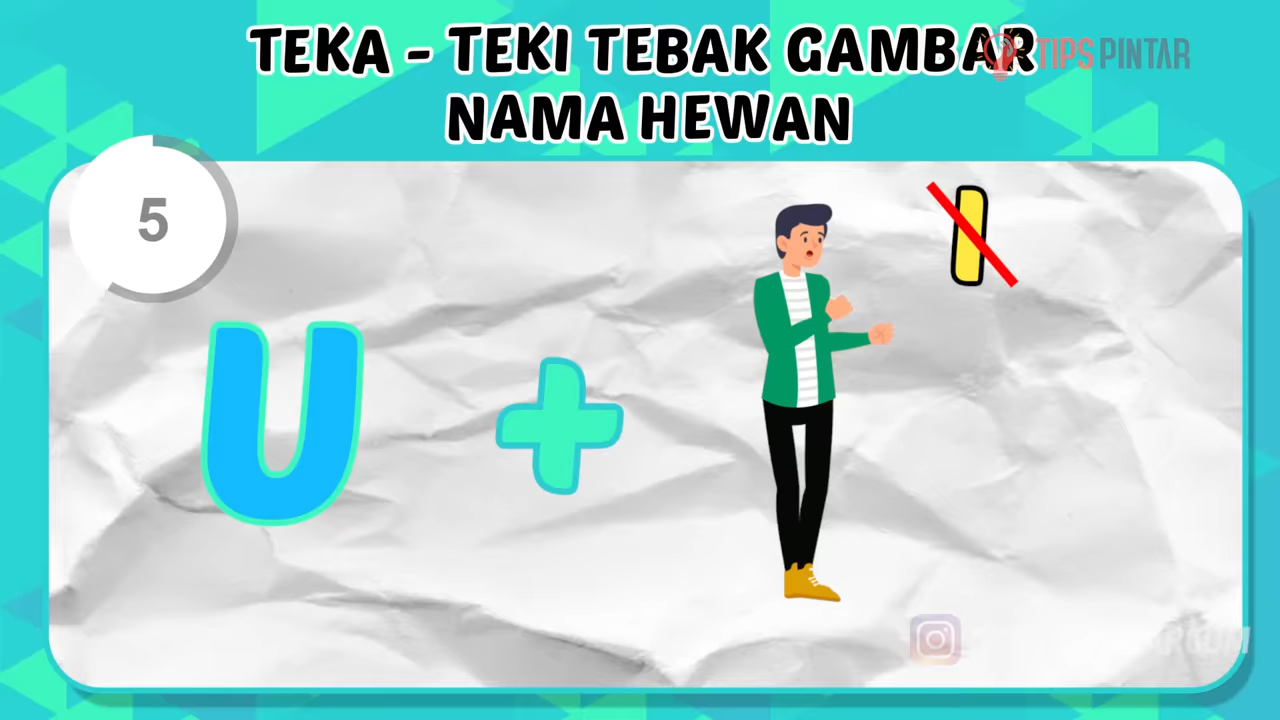 TEKA - TEKI TEBAK GAMBAR
TIPS PINTAR
NAMA HEWAN
5
I
U +